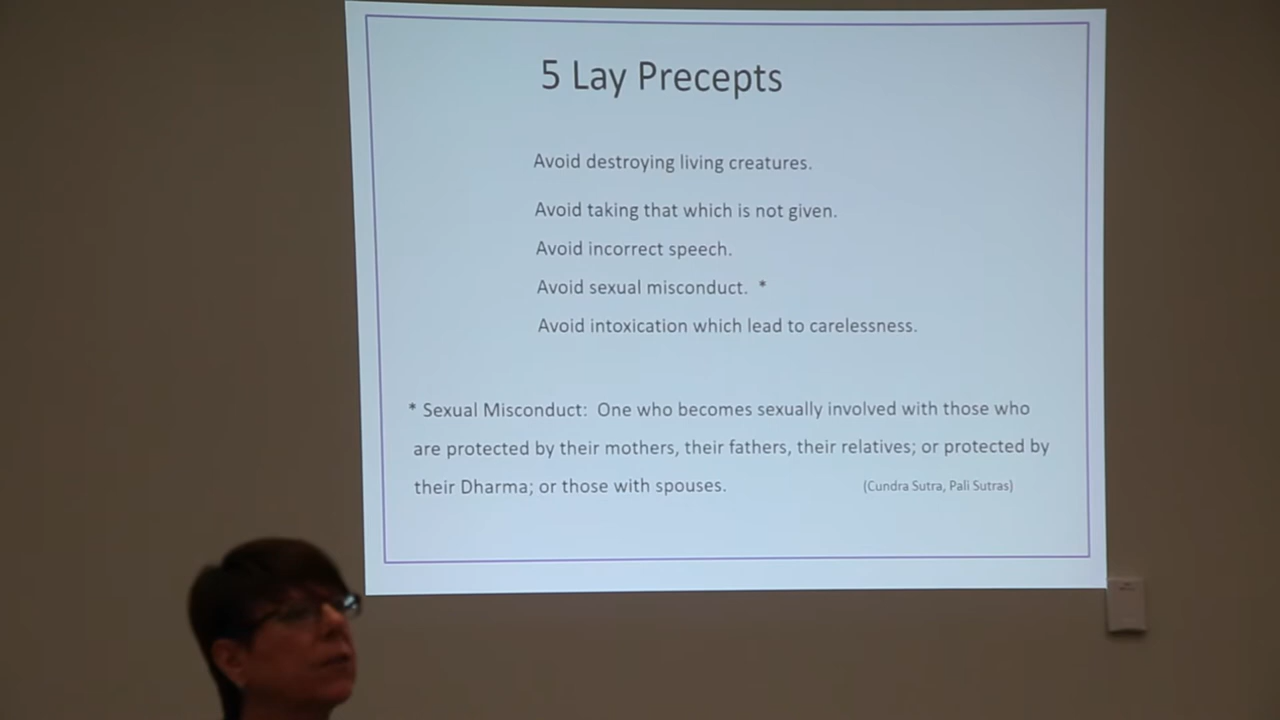 5 Lay Precepts
Avoid destroying living creatures.
Avoid taking that which is not given.
Avoid incorrect speech.
Avoid sexual misconduct. *
Avoid intoxication which lead to carelessness.
* Sexual Misconduct: One who becomes sexually involved with those who
are protected by their mothers, their fathers, their relatives; or protected by
their Dharma; or those with spouses. (Cundra Sutra, Pali Sutras)